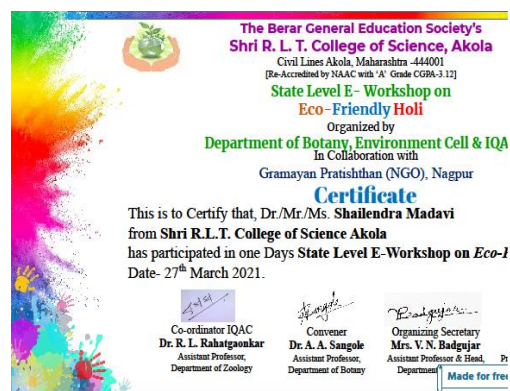 The Berar General Education Society's
Shri R. L. T. College of Science, Akola
Civil Lines Akola, Maharashtra -444001
[Re-Accredited by NAAC with 'A' Grade CGPA-3.12]
State Level E- Workshop on
Eco-Friendly Holi
Organized by
Department of Botany, Environment Cell & IQA
In Collaboration with
Gramayan Pratishthan (NGO), Nagpur
Certificate
This is to Certify that, Dr./Mr./Ms. Shailendra Madavi
from Shri R.L.T. College of Science Akola
has participated in one Days State Level E-Workshop on Eco-F
Date- 27th March 2021.
Co-ordinator IQAC
Dr. R. L. Rahatgaonkar
Assistant Professor,
Department of Zoology
Convener
Dr. A. A. Sangole
Assistant Professor,
Department of Botany
Organizing Secretary
Mrs. V. N. Badgujar
Assistant Professor & Head,
Department
Pr
Made for free